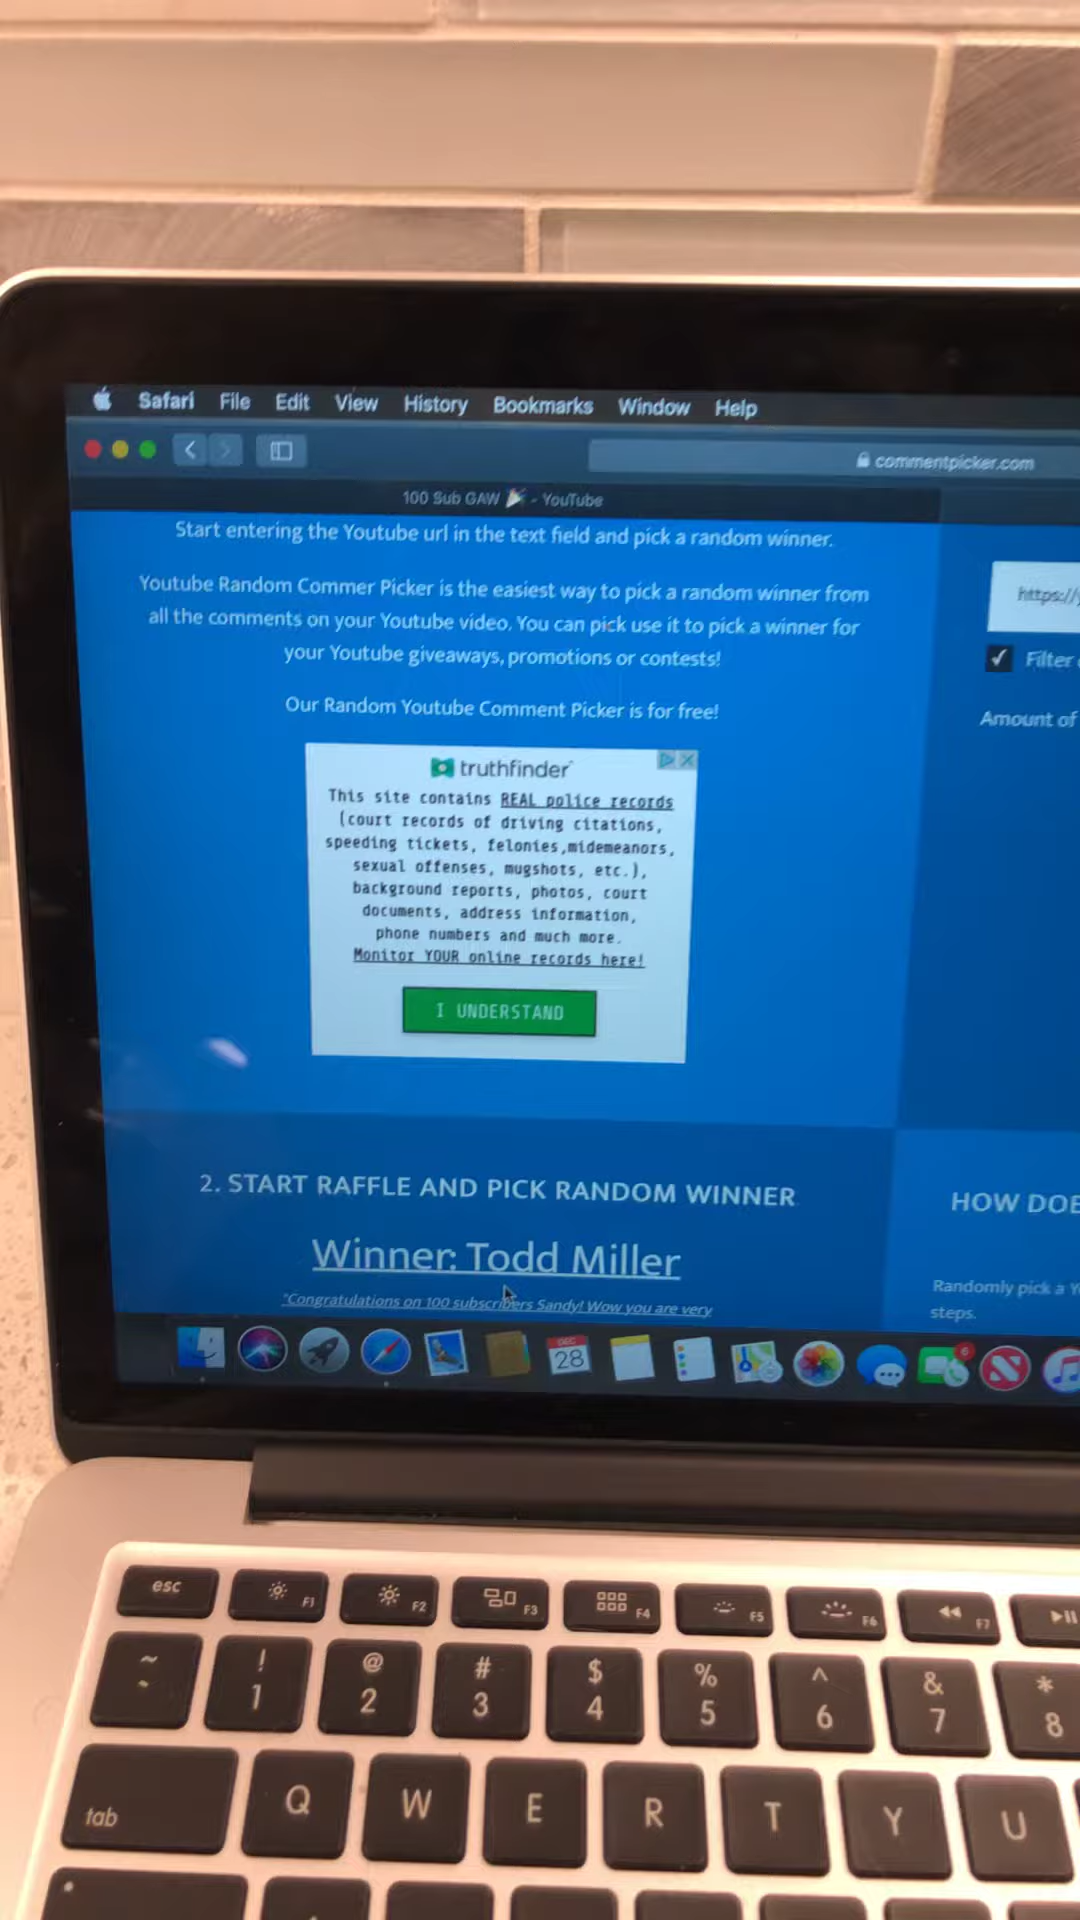 Safari File Edit View History Bookmarks Window Help
commentpicker.com
100 Sub GAW 🎉 - YouTube
Start entering the Youtube url in the text field and pick a random winner.
Youtube Random Commer Picker is the easiest way to pick a random winner from
all the comments on your Youtube video. You can pick use it to pick a winner for
your Youtube giveaways, promotions or contests!
Our Random Youtube Comment Picker is for free!
https://
Filter
Amount of
truthfinder
This site contains REAL police records
(court records of driving citations,
speeding tickets, felonies,midemeanors,
sexual offenses, mugshots, etc.),
background reports, photos, court
documents, address information,
phone numbers and much more.
Monitor YOUR online records here!
I UNDERSTAND
2. START RAFFLE AND PICK RANDOM WINNER
Winner: Todd Miller
"Congratulations on 100 subscribers Sandy! Wow you are very
HOW DOE
Randomly pick a Y
steps.
DEC
28
6
esc F1 F2 F3 F4 F5 F6 F7
~ ! @ # $ % ^ & *
1 2 3 4 5 6 7 8
tab Q W E R T Y U